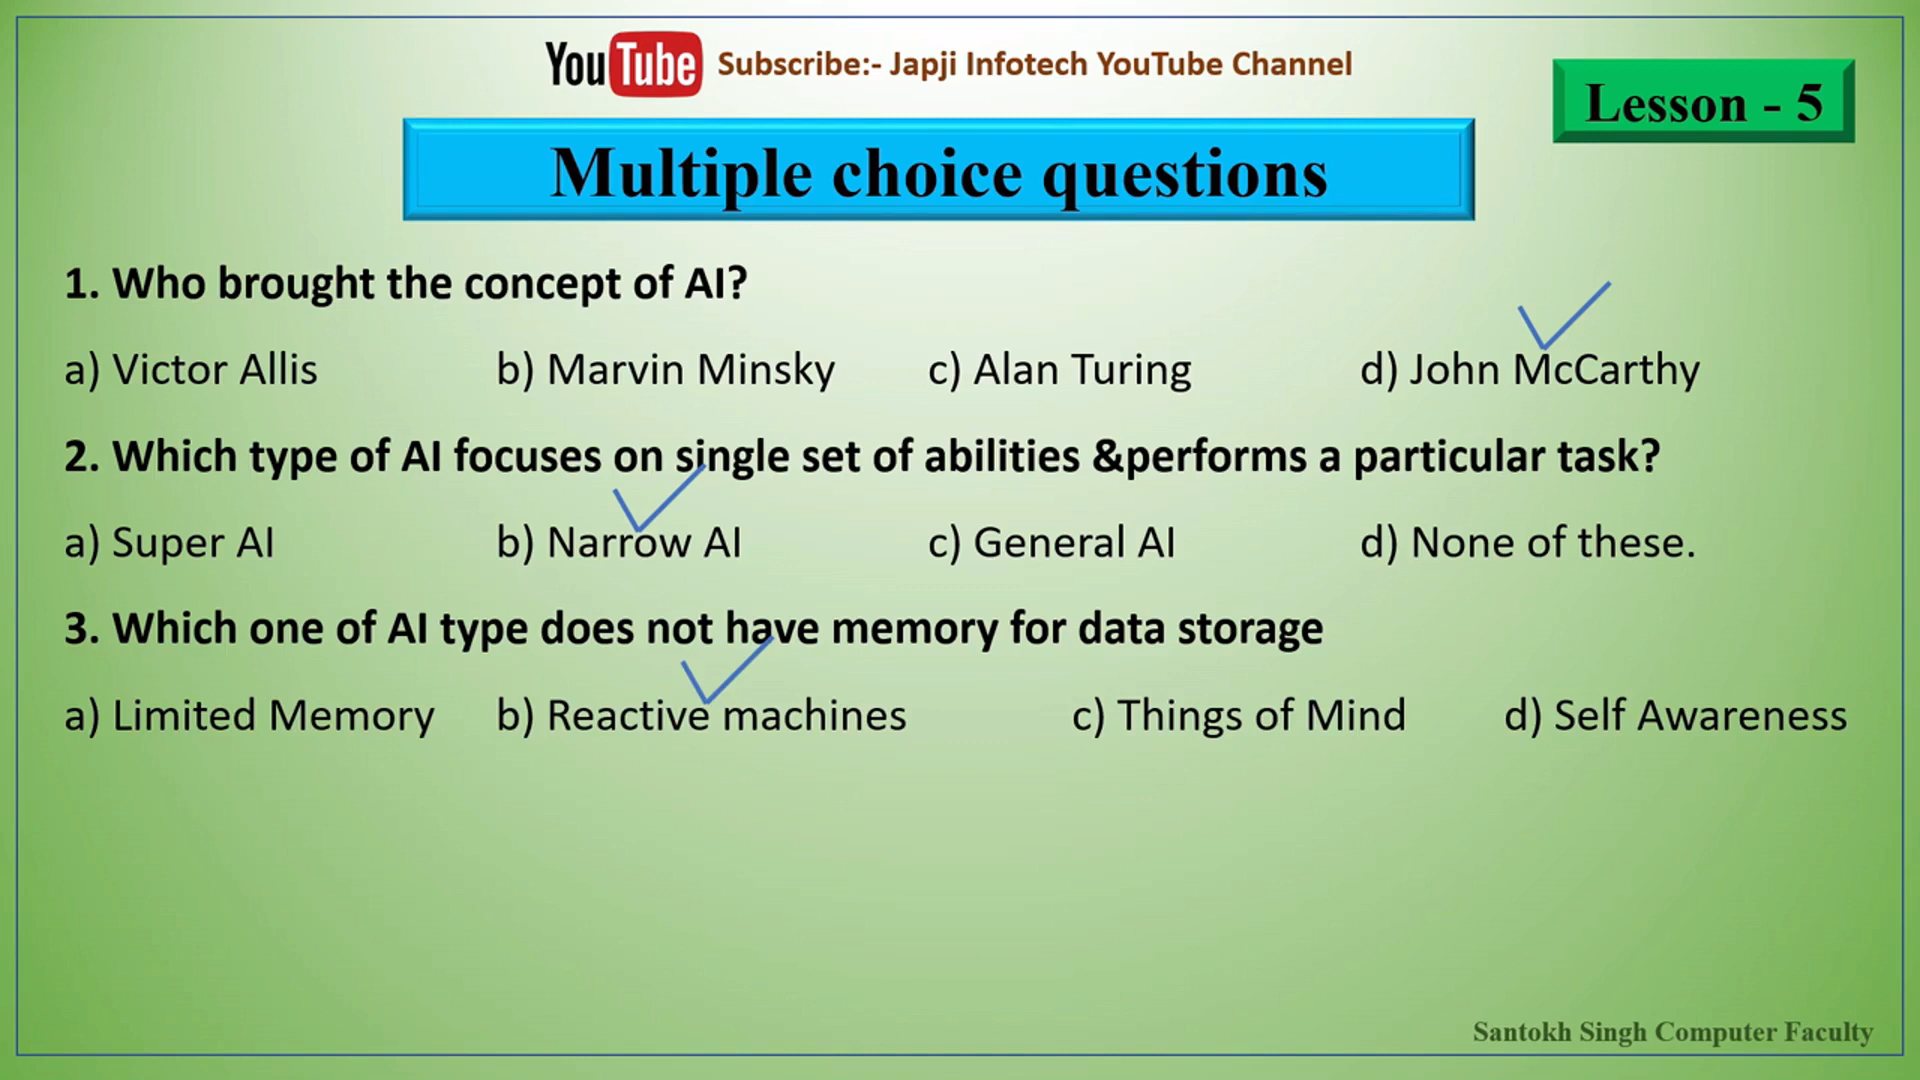 YouTube Subscribe:- Japji Infotech YouTube Channel
Lesson - 5
Multiple choice questions
1. Who brought the concept of AI?
a) Victor Allis b) Marvin Minsky c) Alan Turing d) John McCarthy
2. Which type of AI focuses on single set of abilities &performs a particular task?
a) Super AI b) Narrow AI c) General AI d) None of these.
3. Which one of AI type does not have memory for data storage
a) Limited Memory b) Reactive machines c) Things of Mind d) Self Awareness
Santokh Singh Computer Faculty